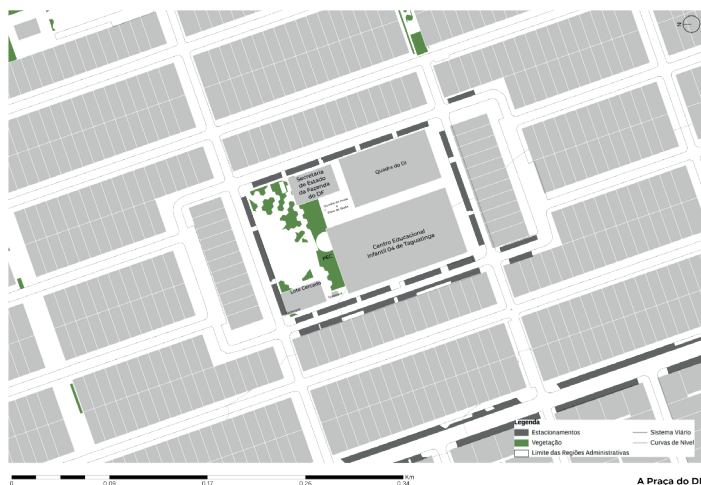 N
Secretaria
de Estado
da Fazenda
do DF
Quadra do DI
Centro Educacional
Infantil 04 de Taguatinga
PEC
Lote Cercado
Legenda
Estacionamentos
Vegetação
Limite das Regiões Administrativas
Sistema Viário
Curvas de Nível
0
0.09
0.17
0.26
0.34
Km
A Praça do DI